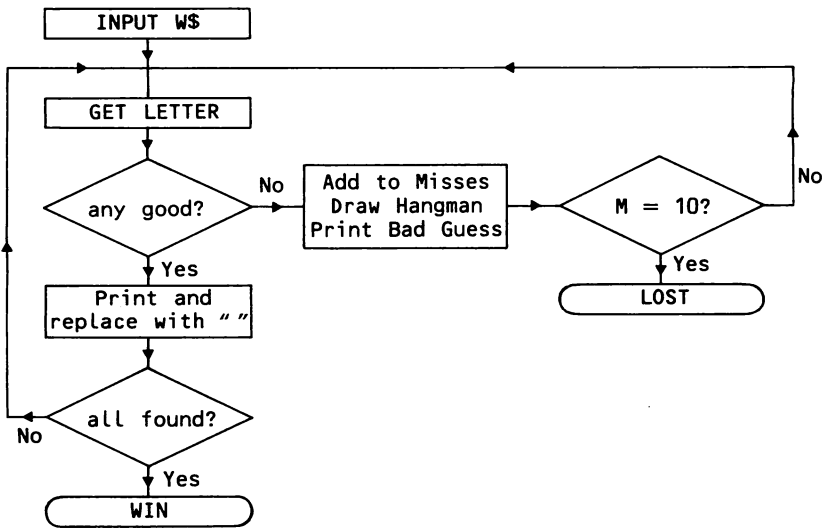 INPUT W$
GET LETTER
any good?
No
Add to Misses
Draw Hangman
Print Bad Guess
M = 10?
No
Yes
LOST
Yes
Print and
replace with “ ”
all found?
No
Yes
WIN